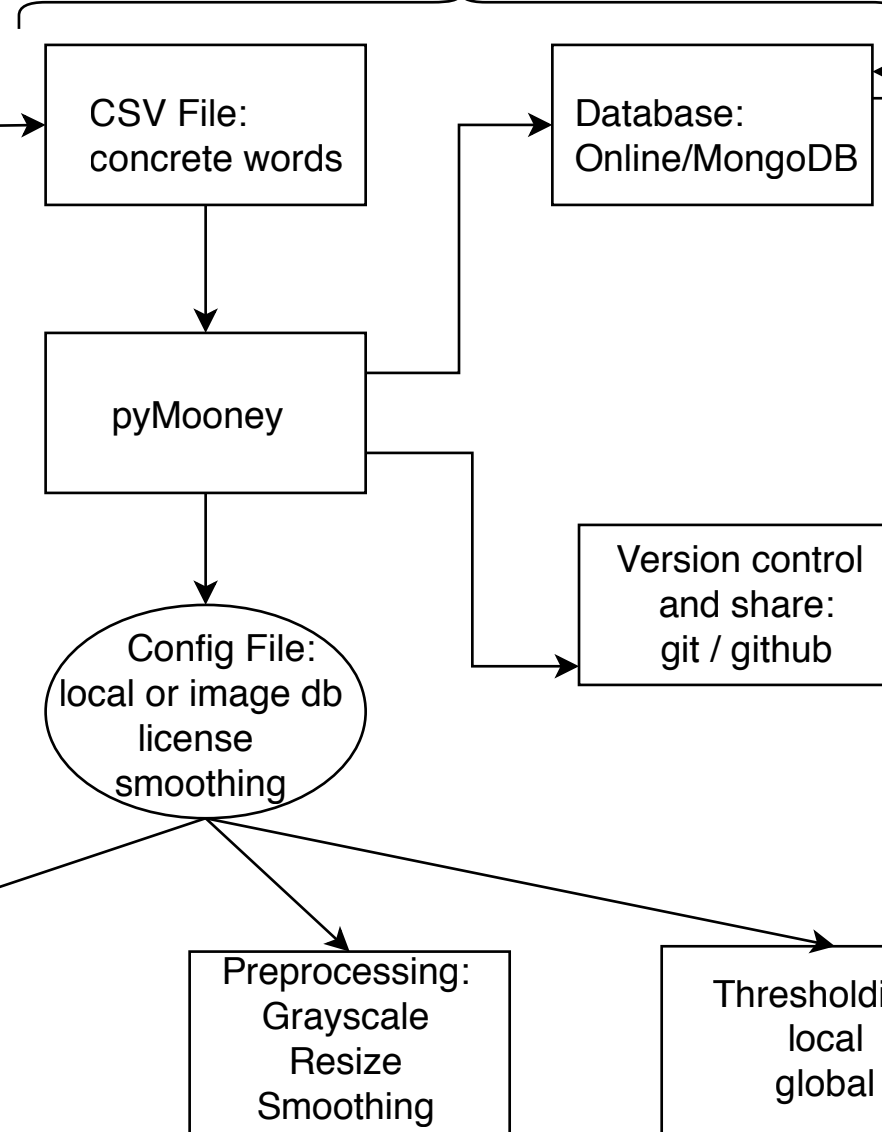 CSV File:
concrete words
Database:
Online/MongoDB
pyMooney
Version control
and share:
git / github
Config File:
local or image db
license
smoothing
Preprocessing:
Grayscale
Resize
Smoothing
local
global